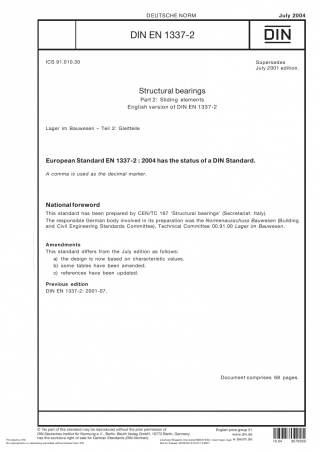 DEUTSCHE NORM
July 2004
DIN EN 1337-2
DIN
ICS 91.010.30
Supersedes
July 2001 edition.
Structural bearings
Part 2: Sliding elements
English version of DIN EN 1337-2
Lager im Bauwesen – Teil 2: Gleitteile
European Standard EN 1337-2 : 2004 has the status of a DIN Standard.
A comma is used as the decimal marker.
National foreword
This standard has been prepared by CEN/TC 167 'Structural bearings' (Secretariat: Italy).
The responsible German body involved in its preparation was the Normenausschuss Bauwesen (Building
and Civil Engineering Standards Committee), Technical Committee 00.91.00 Lager im Bauwesen.
Amendments
This standard differs from the July edition as follows:
a) the design is now based on characteristic values.
b) some tables have been amended;
c) references have been updated.
Previous edition
DIN EN 1337-2: 2001-07.
Document comprises 68 pages.
© No part of this standard may be reproduced without the prior permission of
DIN Deutsches Institut für Normung e.V., Berlin. Beuth Verlag GmbH, 10772 Berlin, Germany,
has the exclusive right of sale for German Standards (DIN-Normen).
English price group 21
www.din.de
www.beuth.de